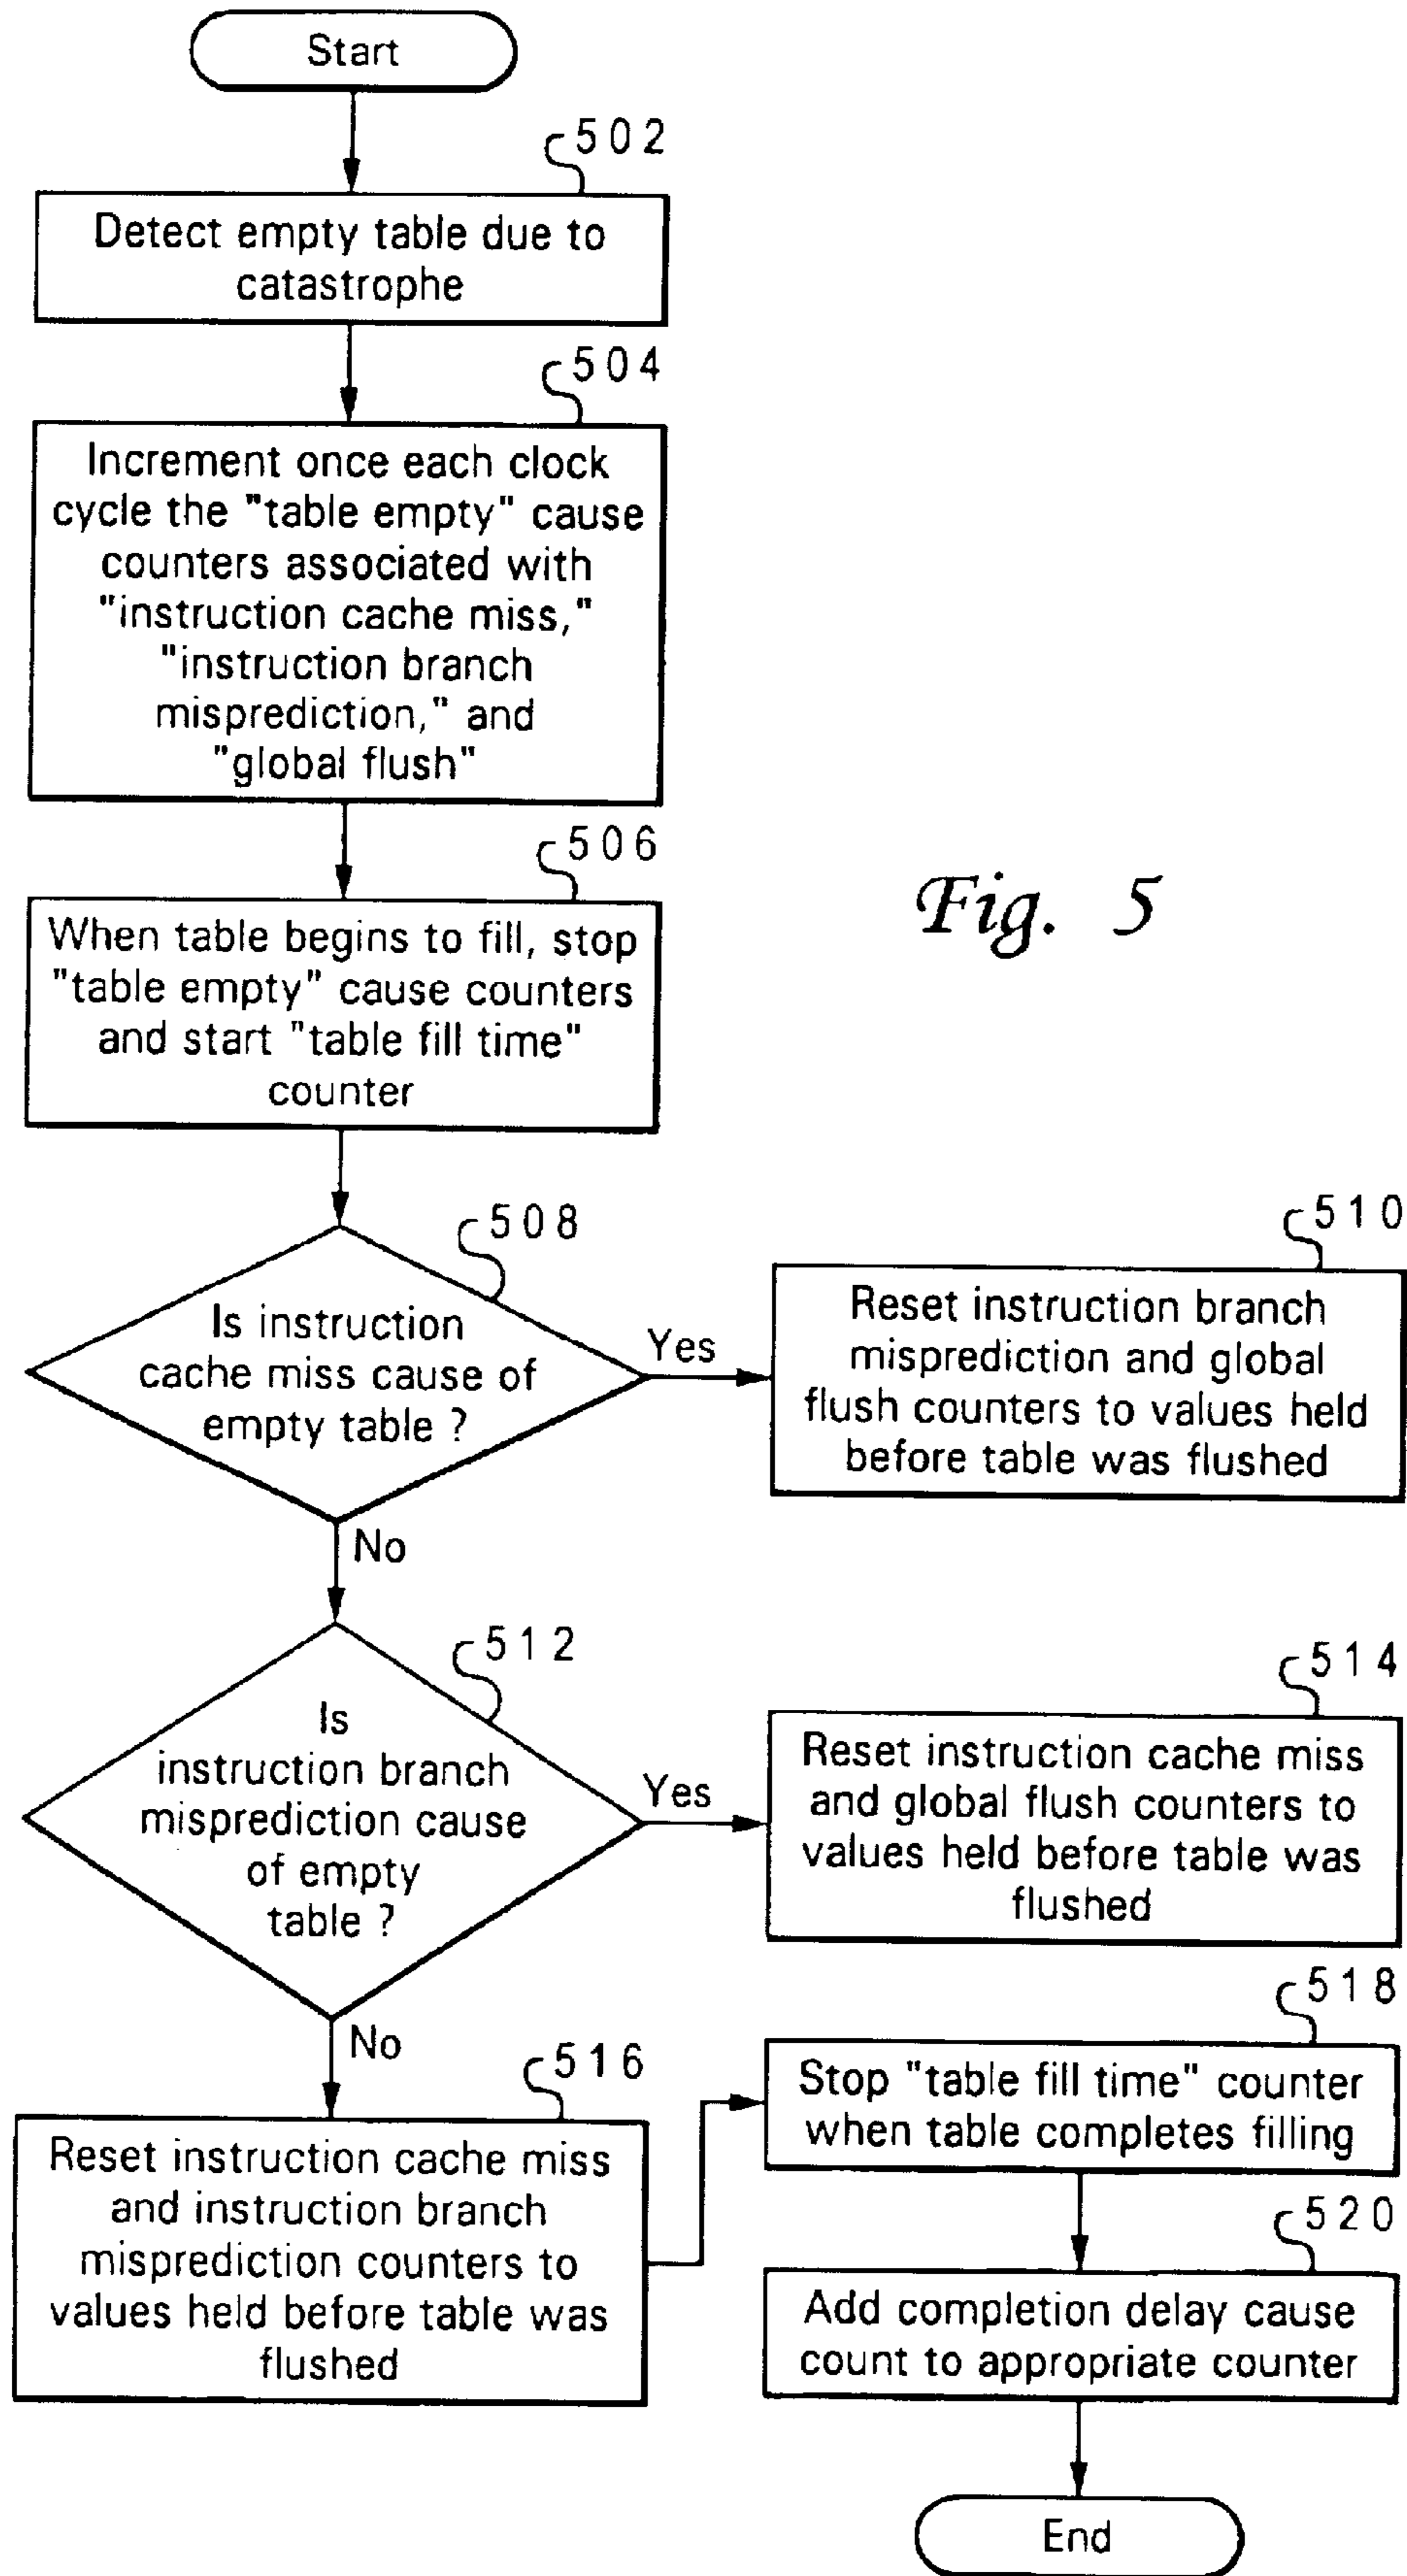 Start
502
Detect empty table due to
catastrophe
504
Increment once each clock
cycle the "table empty" cause
counters associated with
"instruction cache miss,"
"instruction branch
misprediction," and
"global flush"
506
When table begins to fill, stop
"table empty" cause counters
and start "table fill time"
counter
Fig. 5
508
Is instruction
cache miss cause of
empty table ?
Yes
510
Reset instruction branch
misprediction and global
flush counters to values held
before table was flushed
No
512
Is
instruction branch
misprediction cause
of empty
table ?
Yes
514
Reset instruction cache miss
and global flush counters to
values held before table was
flushed
No
516
Reset instruction cache miss
and instruction branch
misprediction counters to
values held before table was
flushed
518
Stop "table fill time" counter
when table completes filling
520
Add completion delay cause
count to appropriate counter
End